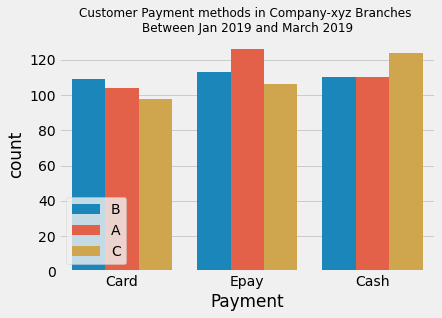 Customer Payment methods in Company-xyz Branches
Between Jan 2019 and March 2019
count
120
100
80
60
40
20
0
B
A
C
Card Epay Cash
Payment